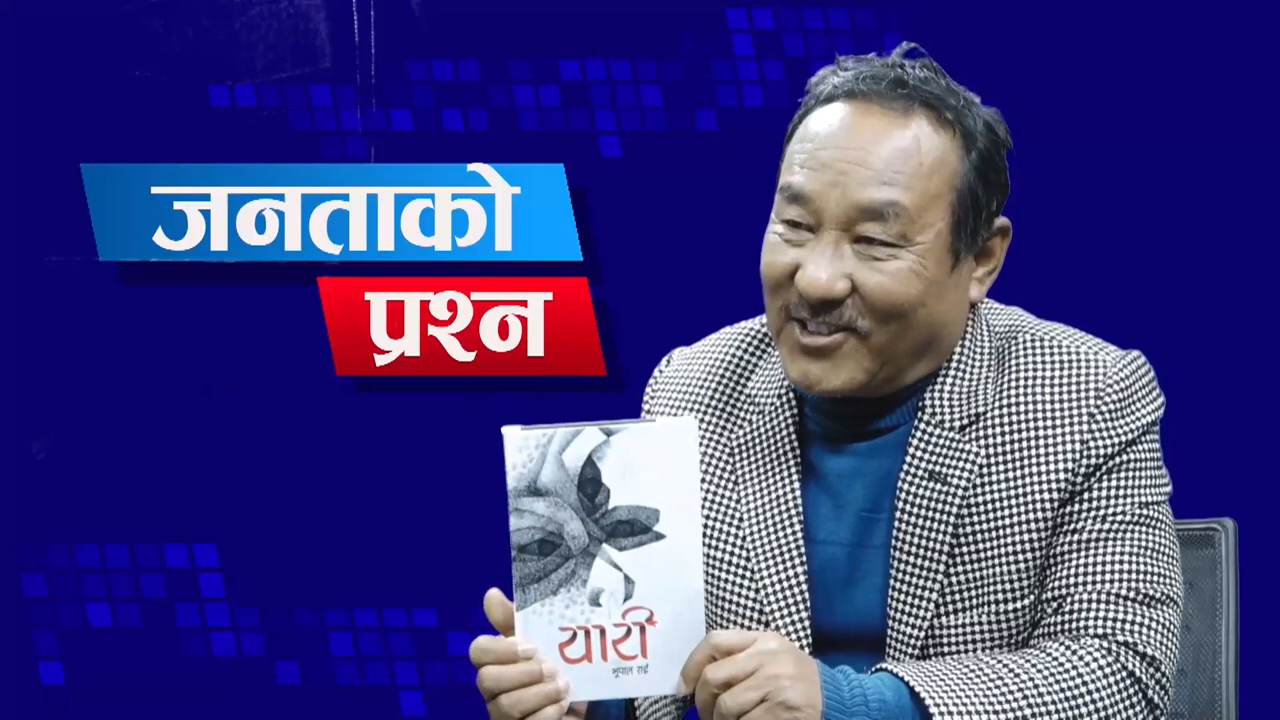 जनताको
प्रश्न
यारी
भूपाल राई